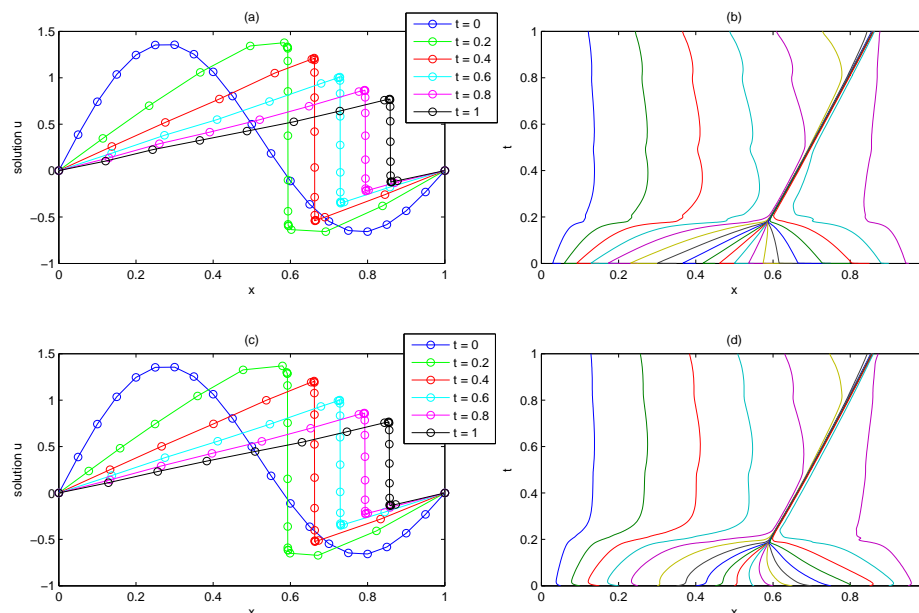 (a)
1.5
1
0.5
0
−0.5
−1
solution u
0 0.2 0.4 0.6 0.8 1
x
t = 0
t = 0.2
t = 0.4
t = 0.6
t = 0.8
t = 1
(b)
1
0.8
0.6
0.4
0.2
0
t
0 0.2 0.4 0.6 0.8
x
(c)
1.5
1
0.5
0
−0.5
−1
solution u
0 0.2 0.4 0.6 0.8 1
x
t = 0
t = 0.2
t = 0.4
t = 0.6
t = 0.8
t = 1
(d)
1
0.8
0.6
0.4
0.2
0
t
0 0.2 0.4 0.6 0.8
x